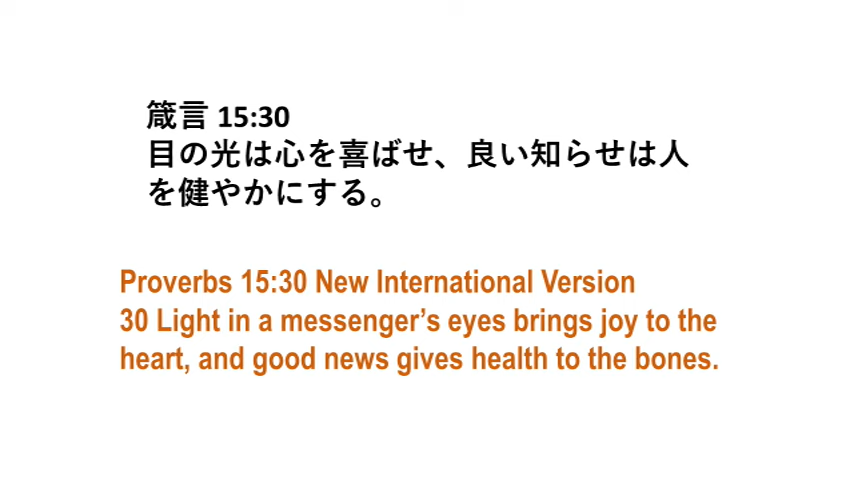 箴言 15:30
目の光は心を喜ばせ、良い知らせは人
を健やかにする。
Proverbs 15:30 New International Version
30 Light in a messenger’s eyes brings joy to the
heart, and good news gives health to the bones.